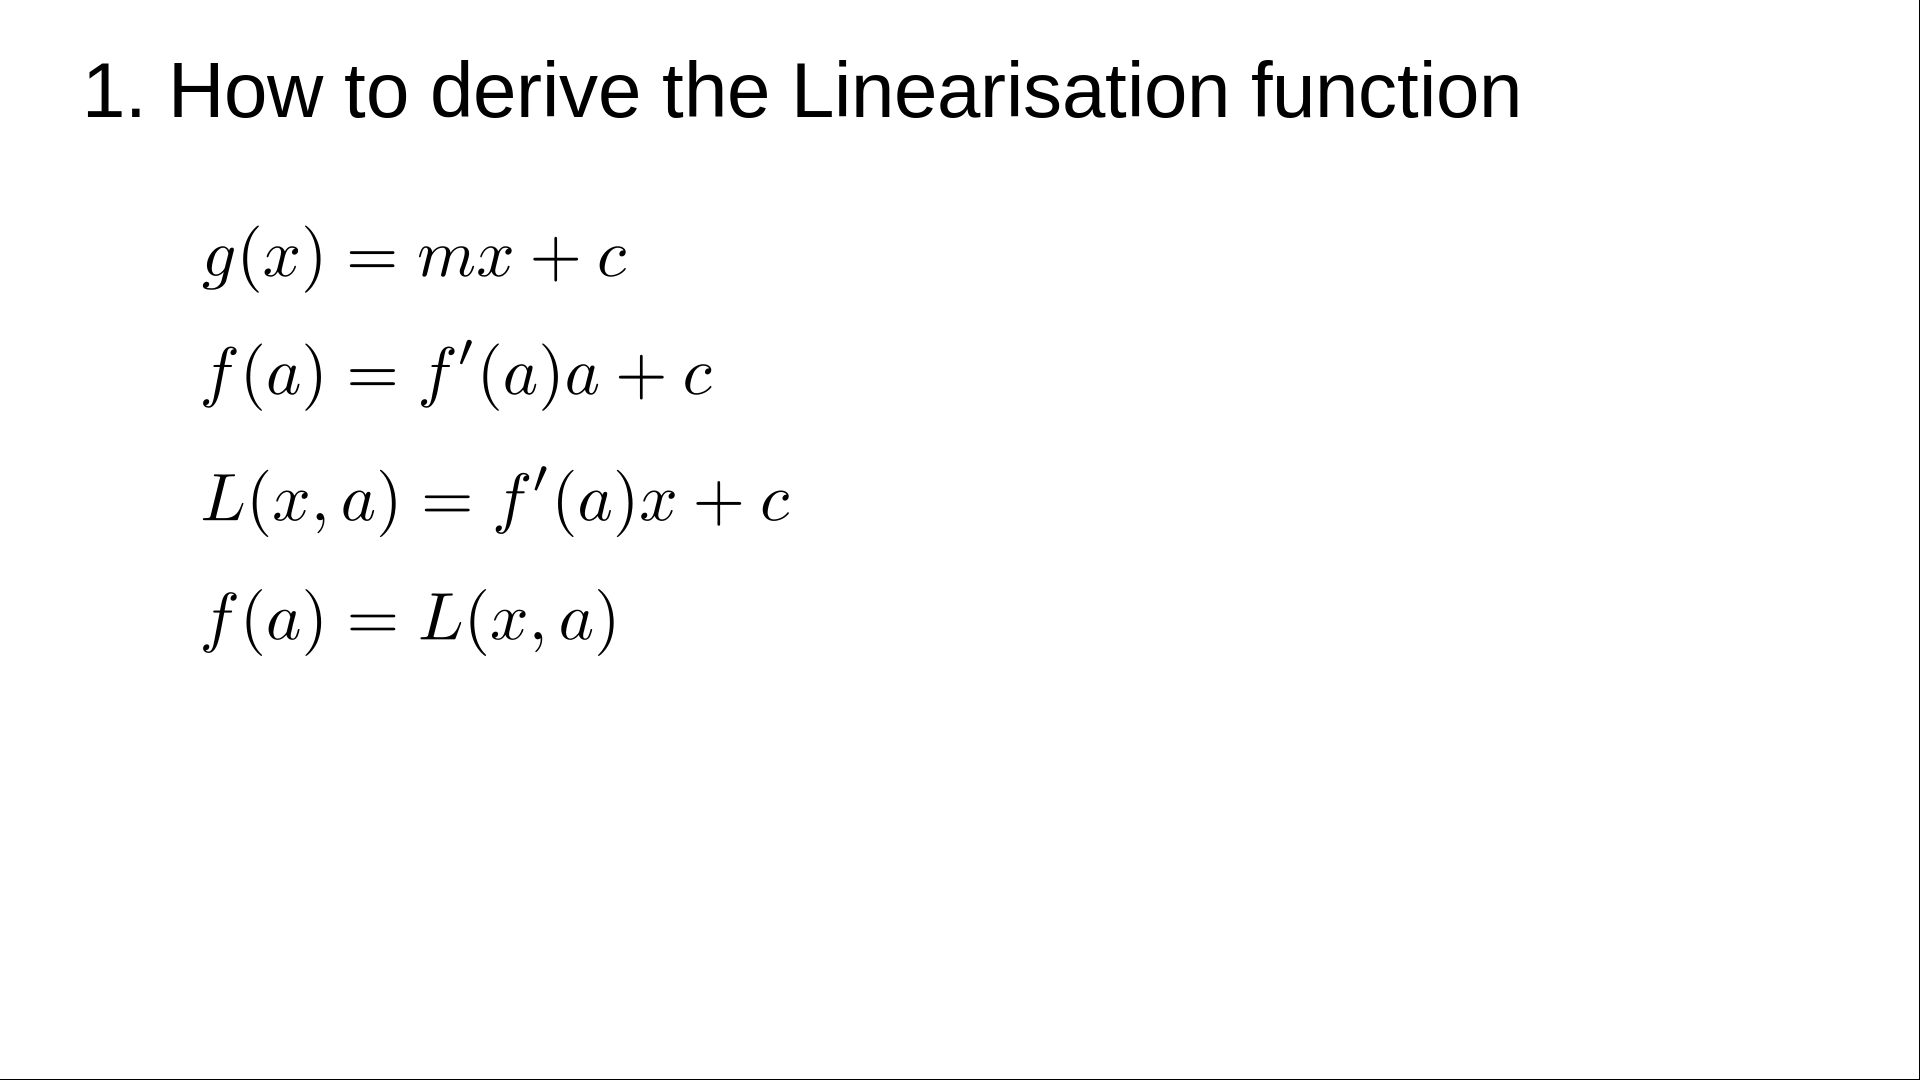 1. How to derive the Linearisation function
g(x) = mx + c
f(a) = f′(a)a + c
L(x, a) = f′(a)x + c
f(a) = L(x, a)